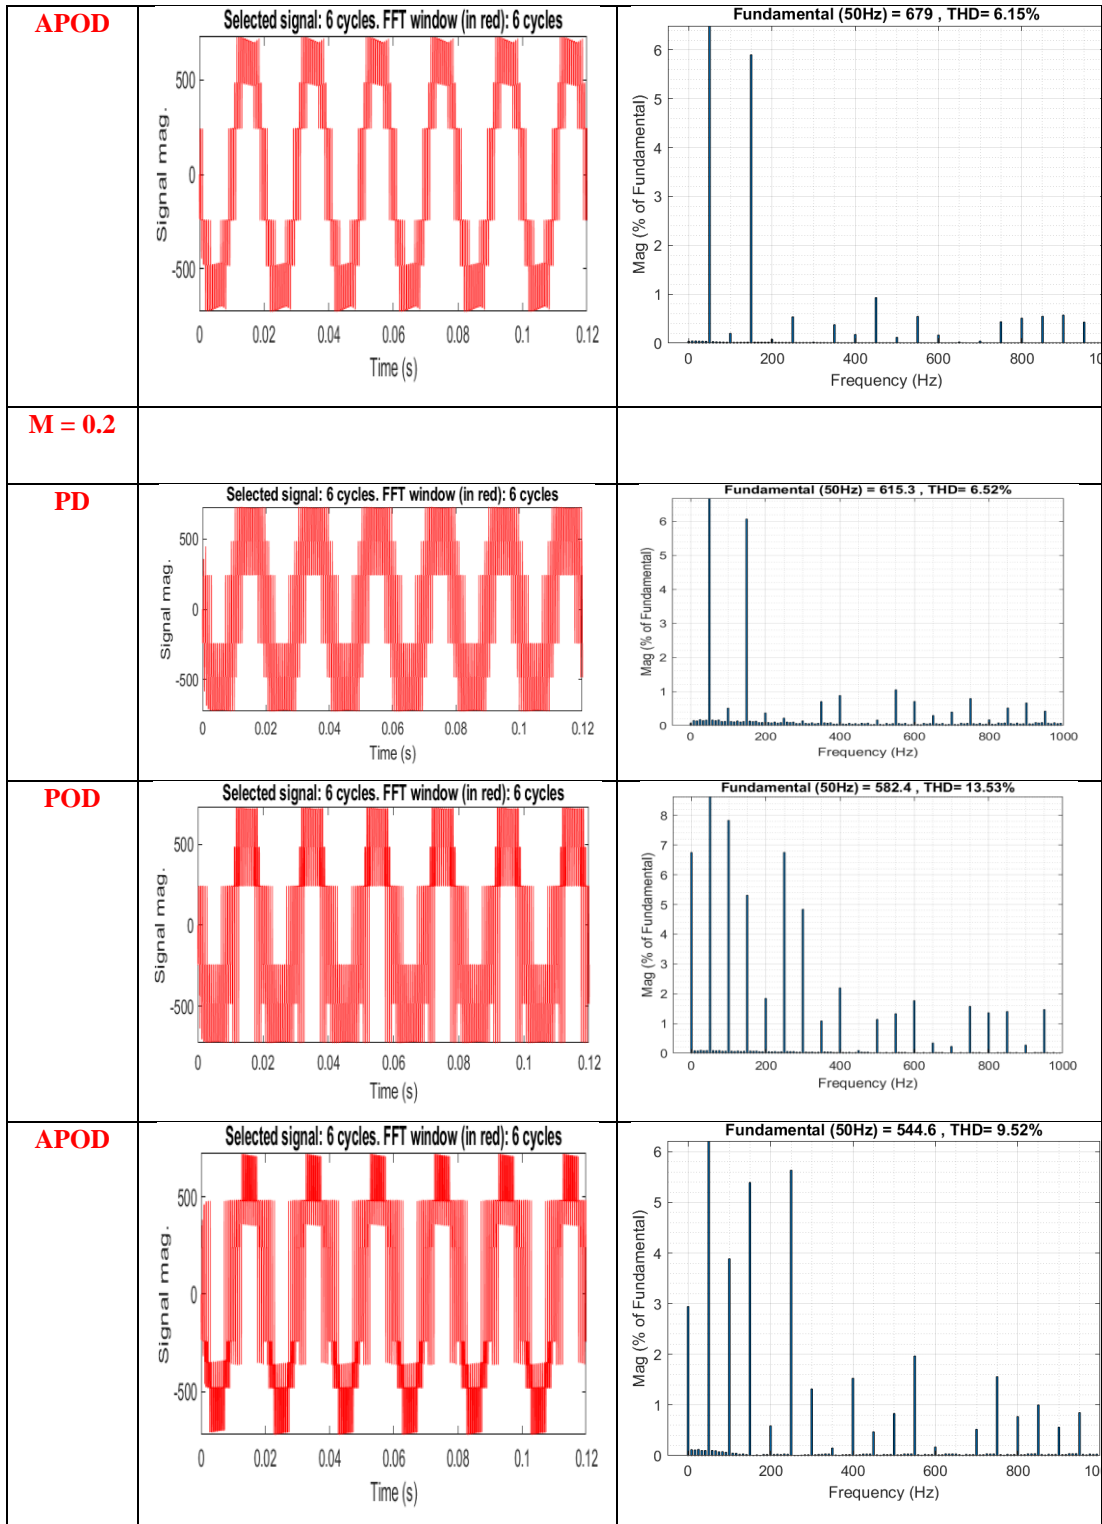 APOD
Selected signal: 6 cycles. FFT window (in red): 6 cycles
500
0
-500
Signal mag.
0 0.02 0.04 0.06 0.08 0.1 0.12
Time (s)
Fundamental (50Hz) = 679 , THD= 6.15%
6
5
4
3
2
1
0
Mag (% of Fundamental)
0 200 400 600 800 10
Frequency (Hz)
M = 0.2
PD
Selected signal: 6 cycles. FFT window (in red): 6 cycles
500
0
-500
Signal mag.
0 0.02 0.04 0.06 0.08 0.1 0.12
Time (s)
Fundamental (50Hz) = 615.3 , THD= 6.52%
6
5
4
3
2
1
0
Mag (% of Fundamental)
0 200 400 600 800 1000
Frequency (Hz)
POD
Selected signal: 6 cycles. FFT window (in red): 6 cycles
500
0
-500
Signal mag.
0 0.02 0.04 0.06 0.08 0.1 0.12
Time (s)
Fundamental (50Hz) = 582.4 , THD= 13.53%
8
7
6
5
4
3
2
1
0
Mag (% of Fundamental)
0 200 400 600 800 1000
Frequency (Hz)
APOD
Selected signal: 6 cycles. FFT window (in red): 6 cycles
500
0
-500
Signal mag.
0 0.02 0.04 0.06 0.08 0.1 0.12
Time (s)
Fundamental (50Hz) = 544.6 , THD= 9.52%
6
5
4
3
2
1
0
Mag (% of Fundamental)
0 200 400 600 800 10
Frequency (Hz)